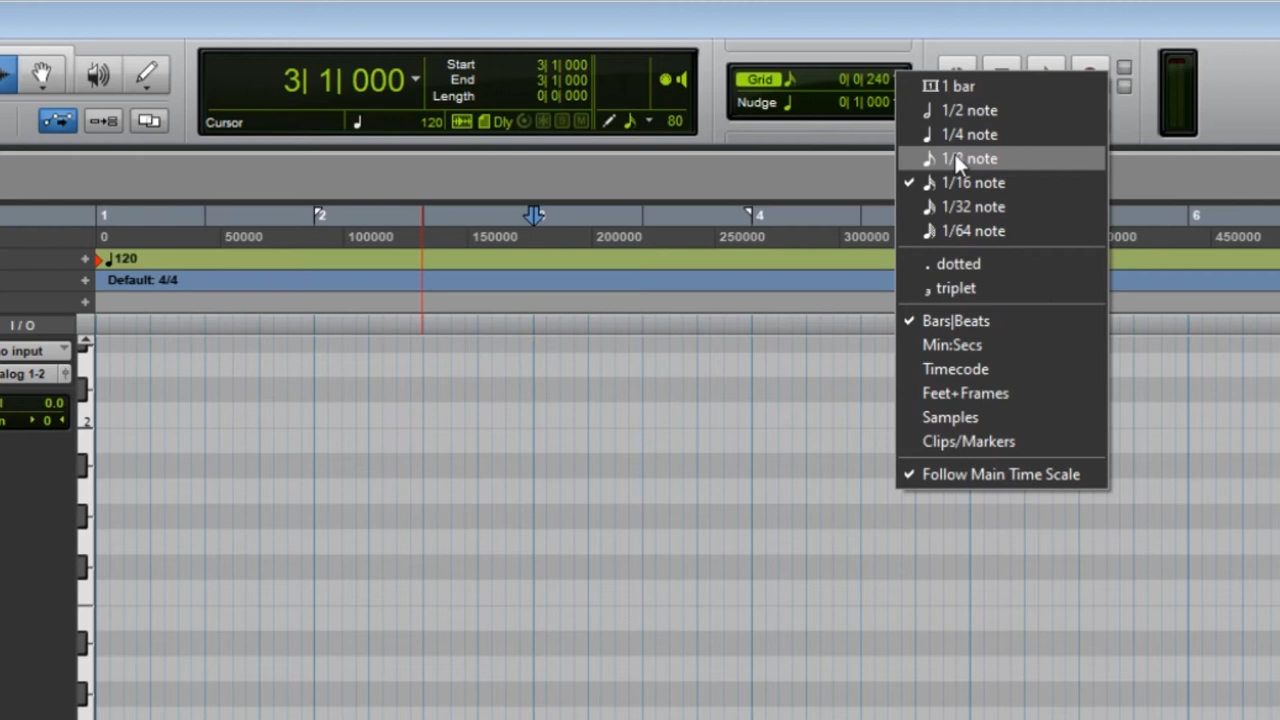 3| 1| 000
Start 3| 1| 000
End 3| 1| 000
Length 0| 0| 000
Cursor 120 Dly S M 80
Grid 0| 0| 240
Nudge 0| 1| 000
1 bar
1/2 note
1/4 note
1/8 note
1/16 note
1/32 note
1/64 note
. dotted
3 triplet
Bars|Beats
Min:Secs
Timecode
Feet+Frames
Samples
Clips/Markers
Follow Main Time Scale
1 2 4 6
0 50000 100000 150000 200000 250000 300000 0000 450000
120
Default: 4/4
I / O
o input
alog 1-2
0.0
n 0
2